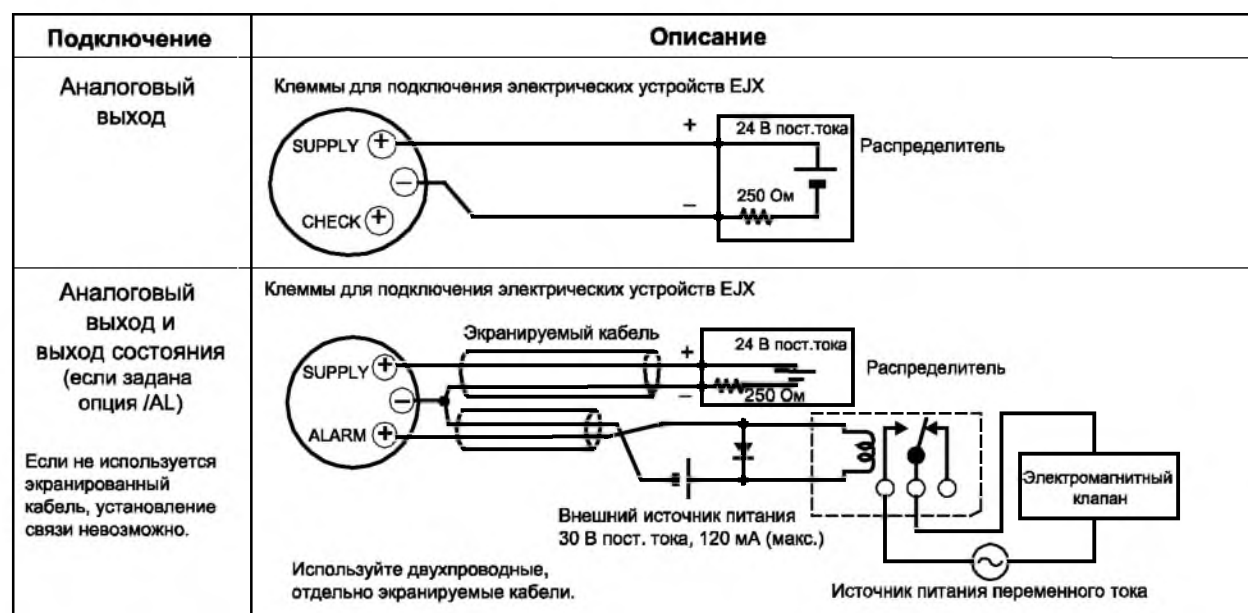 Подключение
Описание
Аналоговый
выход
Клеммы для подключения электрических устройств EJX
SUPPLY
CHECK
+
–
24 В пост.тока
250 Ом
Распределитель
Аналоговый
выход и
выход состояния
(если задана
опция /AL)
Если не используется
экранированный
кабель, установление
связи невозможно.
Клеммы для подключения электрических устройств EJX
Экранируемый кабель
SUPPLY
ALARM
+
–
24 В пост.тока
250 Ом
Распределитель
Внешний источник питания
30 В пост. тока, 120 мА (макс.)
Электромагнитный
клапан
Используйте двухпроводные,
отдельно экранируемые кабели.
Источник питания переменного тока